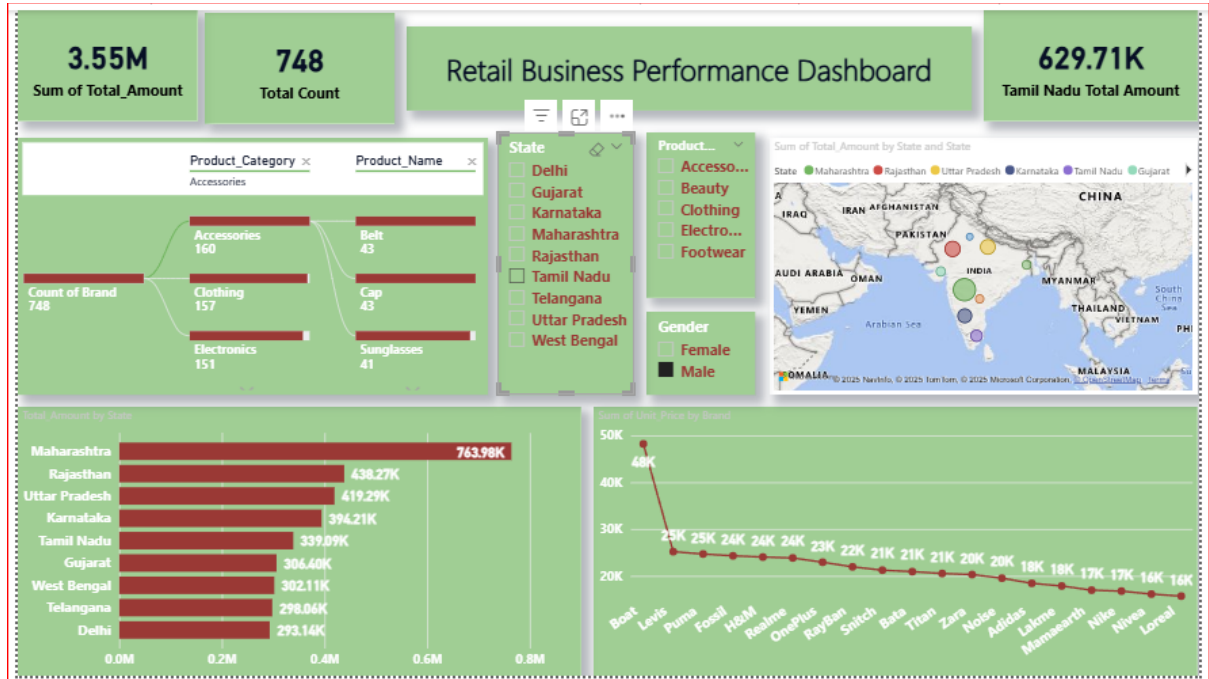 3.55M
Sum of Total_Amount
748
Total Count
Retail Business Performance Dashboard
629.71K
Tamil Nadu Total Amount
Product_Category ×
Accessories
Product_Name ×
Count of Brand
748
Accessories
160
Clothing
157
Electronics
151
Belt
43
Cap
43
Sunglasses
41
State
Delhi
Gujarat
Karnataka
Maharashtra
Rajasthan
Tamil Nadu
Telangana
Uttar Pradesh
West Bengal
Product...
Accesso...
Beauty
Clothing
Electro...
Footwear
Gender
Female
Male
Sum of Total_Amount by State and State
State Maharashtra Rajasthan Uttar Pradesh Karnataka Tamil Nadu Gujarat
CHINA
IRAQ
IRAN
AFGHANISTAN
PAKISTAN
AUDI ARABIA
OMAN
INDIA
MYANMAR
South
China
Sea
YEMEN
THAILAND
VIETNAM
PHI
Arabian Sea
OMALIA
MALAYSIA
© 2025 NavInfo, © 2025 TomTom, © 2025 Microsoft Corporation, © OpenStreetMap Terms
Total_Amount by State
Maharashtra 763.98K
Rajasthan 438.27K
Uttar Pradesh 419.29K
Karnataka 394.21K
Tamil Nadu 339.09K
Gujarat 306.40K
West Bengal 302.11K
Telangana 298.06K
Delhi 293.14K
0.0M 0.2M 0.4M 0.6M 0.8M
Sum of Unit_Price by Brand
50K
40K
30K
20K
48K 25K 25K 24K 24K 24K 23K 22K 21K 21K 21K 20K 20K 18K 18K 17K 17K 16K 16K
Boat Levis Puma Fossil H&M Realme OnePlus RayBan Snitch Bata Titan Zara Noise Adidas Lakme Mamaearth Nike Nivea Loreal